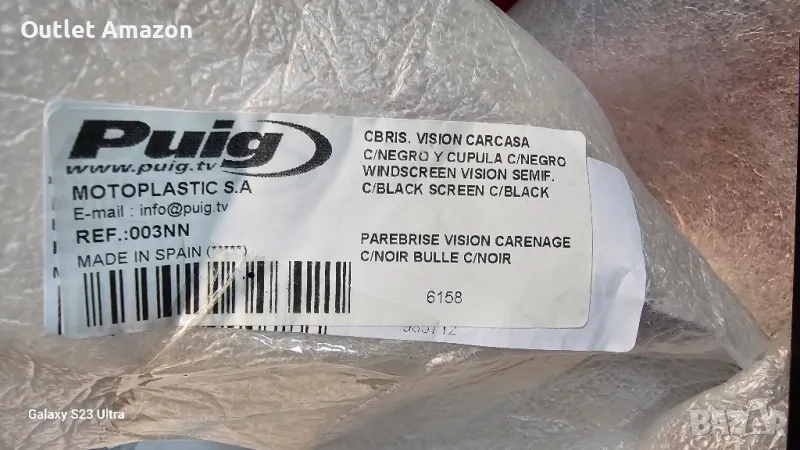 Outlet Amazon
Puig
www.puig.tv
MOTOPLASTIC S.A
E-mail : info@puig.tv
REF.:003NN
MADE IN SPAIN (*****)
CBRIS. VISION CARCASA
C/NEGRO Y CUPULA C/NEGRO
WINDSCREEN VISION SEMIF.
C/BLACK SCREEN C/BLACK
PAREBRISE VISION CARENAGE
C/NOIR BULLE C/NOIR
6158
Galaxy S23 Ultra
BAZAR